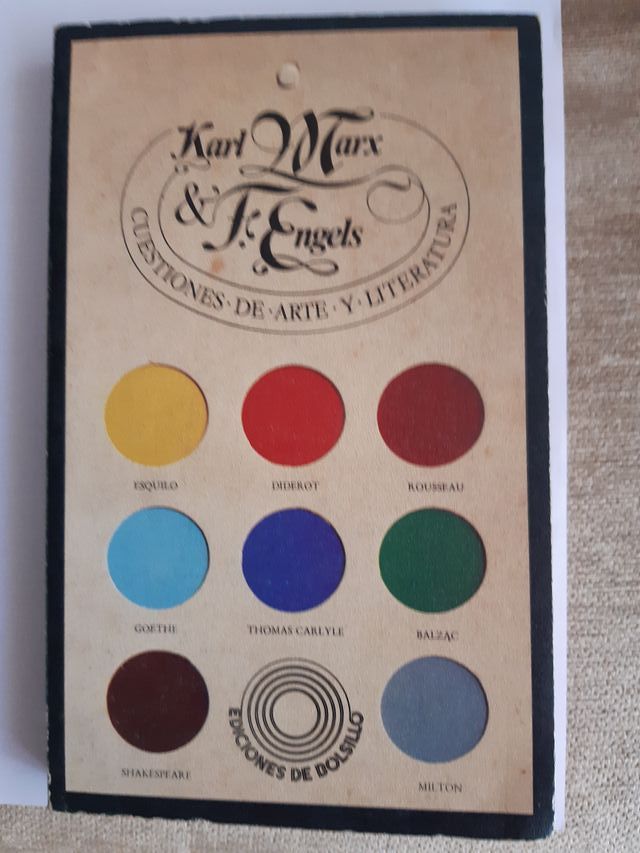 Karl Marx
& F. Engels
CUESTIONES · DE · ARTE · Y · LITERATURA
ESQUILO DIDEROT ROUSSEAU
GOETHE THOMAS CARLYLE BALZAC
SHAKESPEARE EDICIONES DE BOLSILLO MILTON